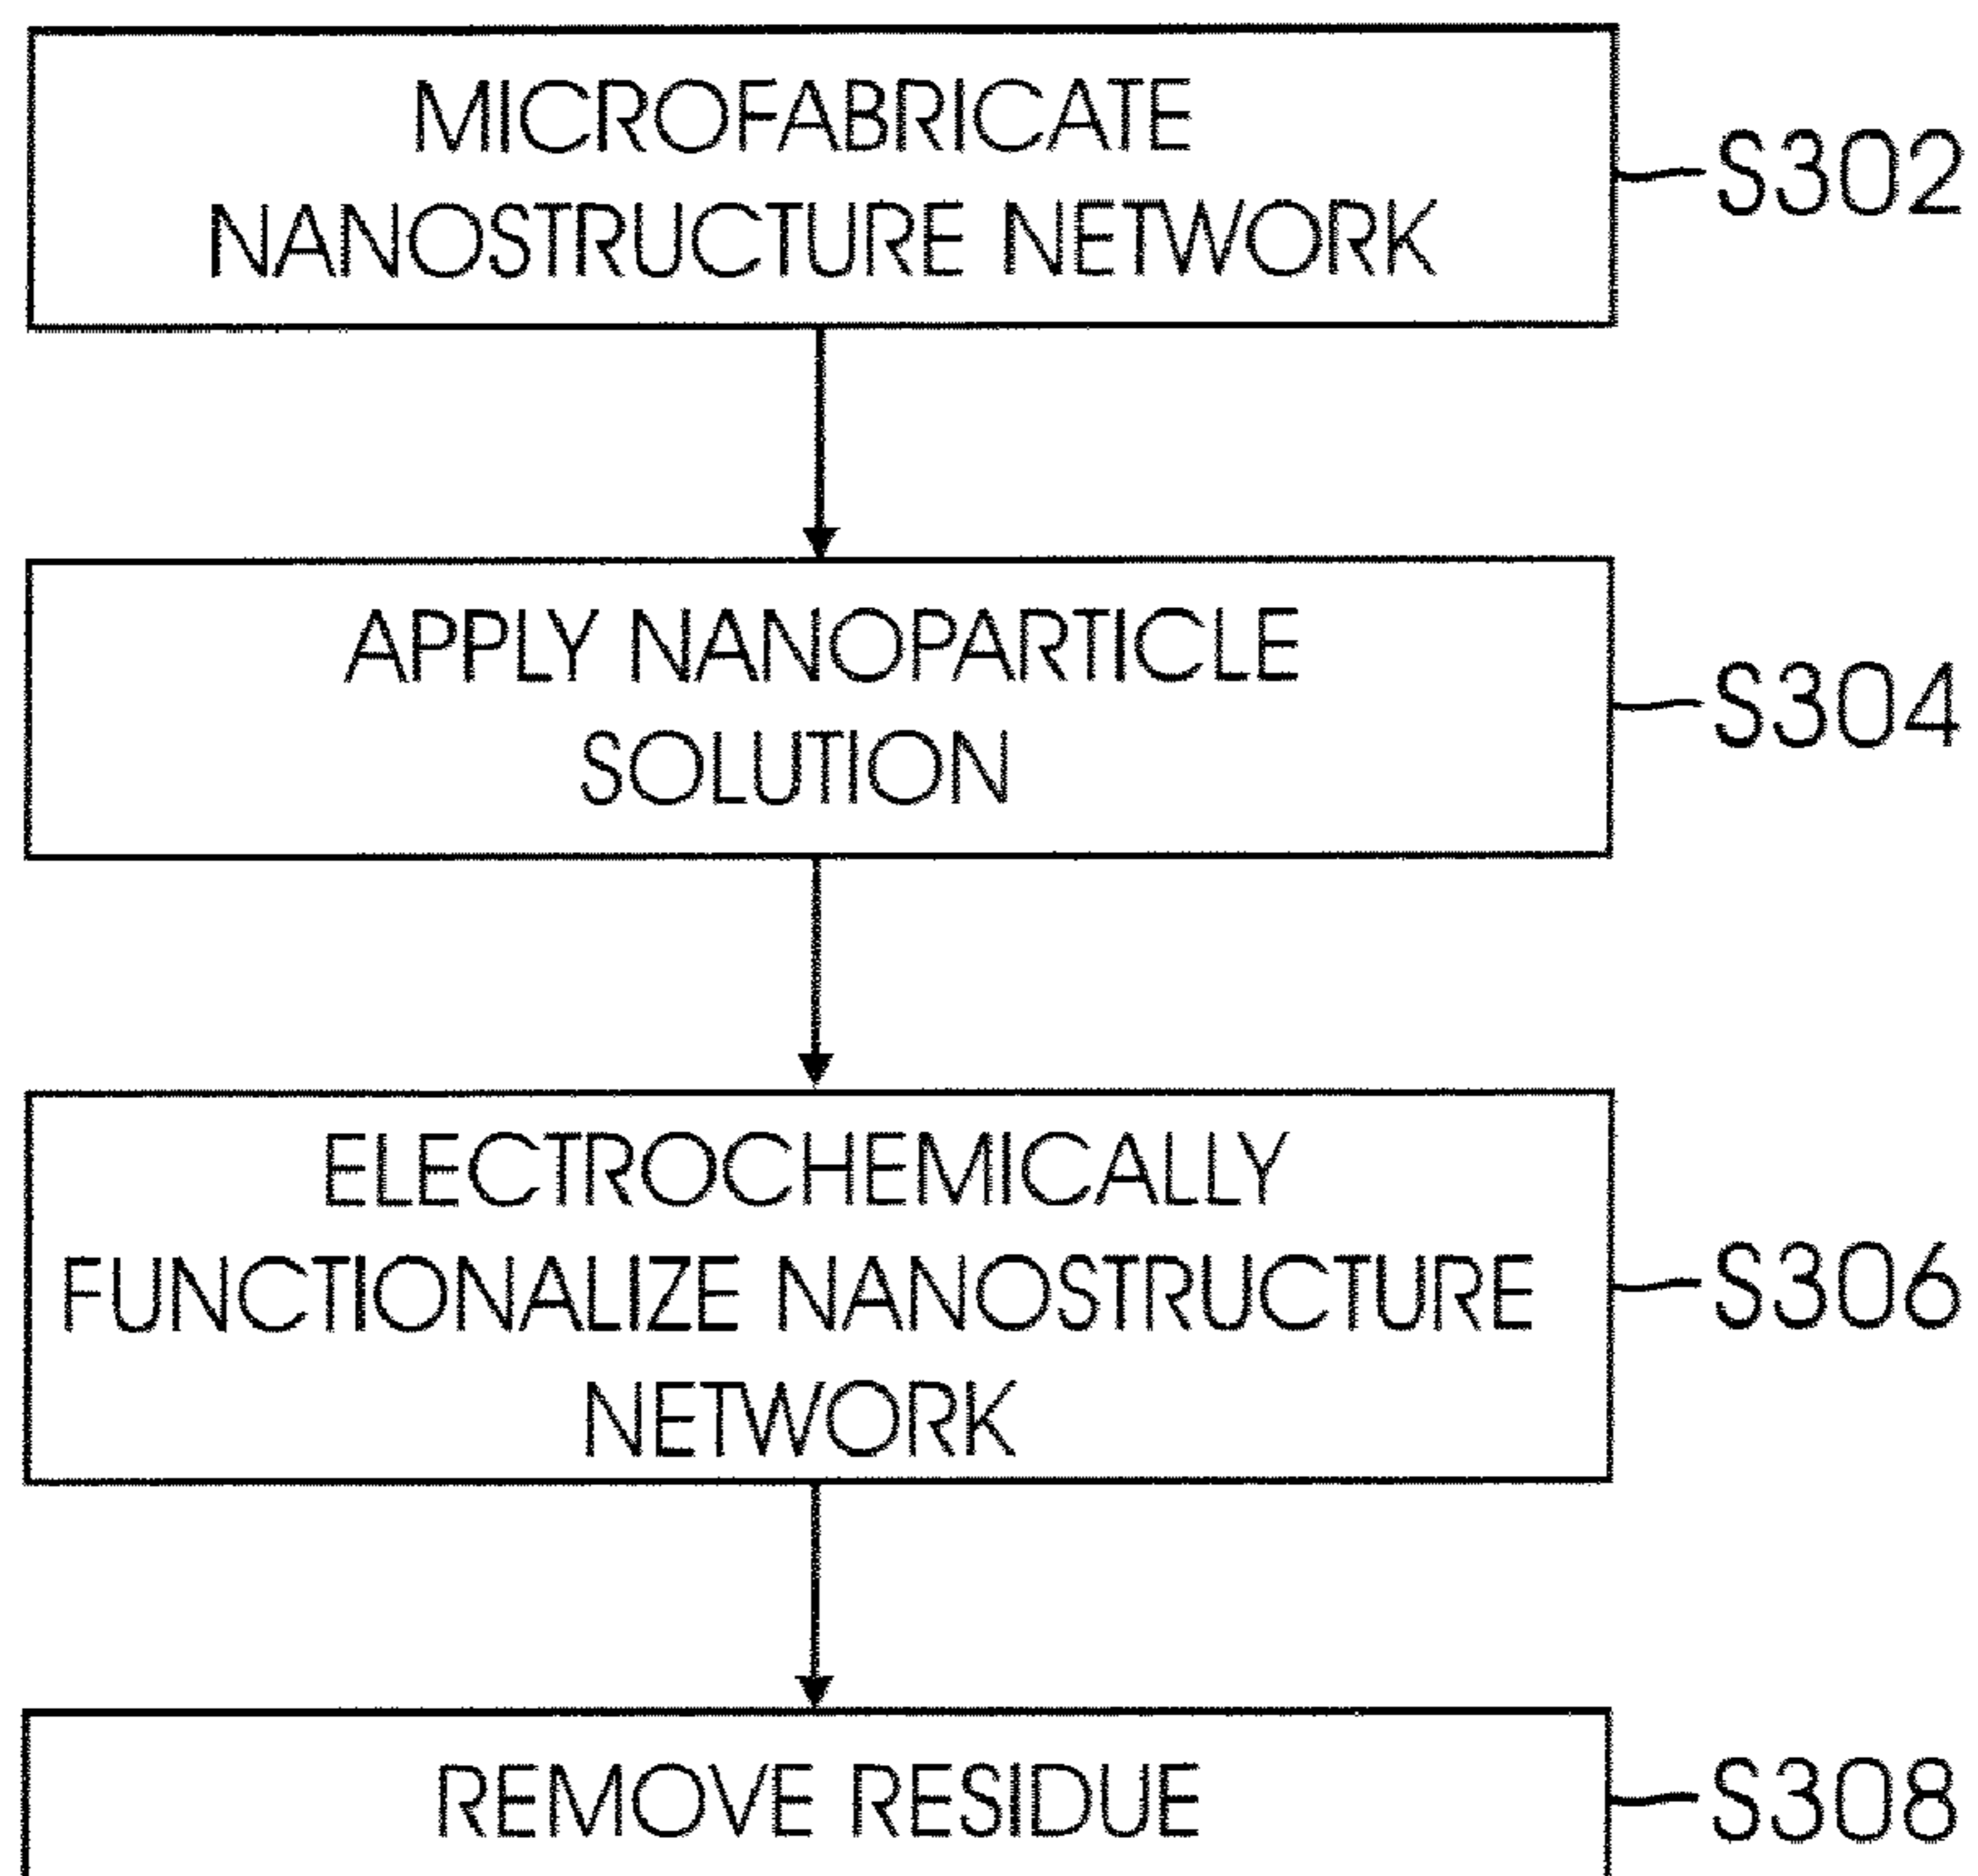 MICROFABRICATE
NANOSTRUCTURE NETWORK
S302
APPLY NANOPARTICLE
SOLUTION
S304
ELECTROCHEMICALLY
FUNCTIONALIZE NANOSTRUCTURE
NETWORK
S306
REMOVE RESIDUE
S308